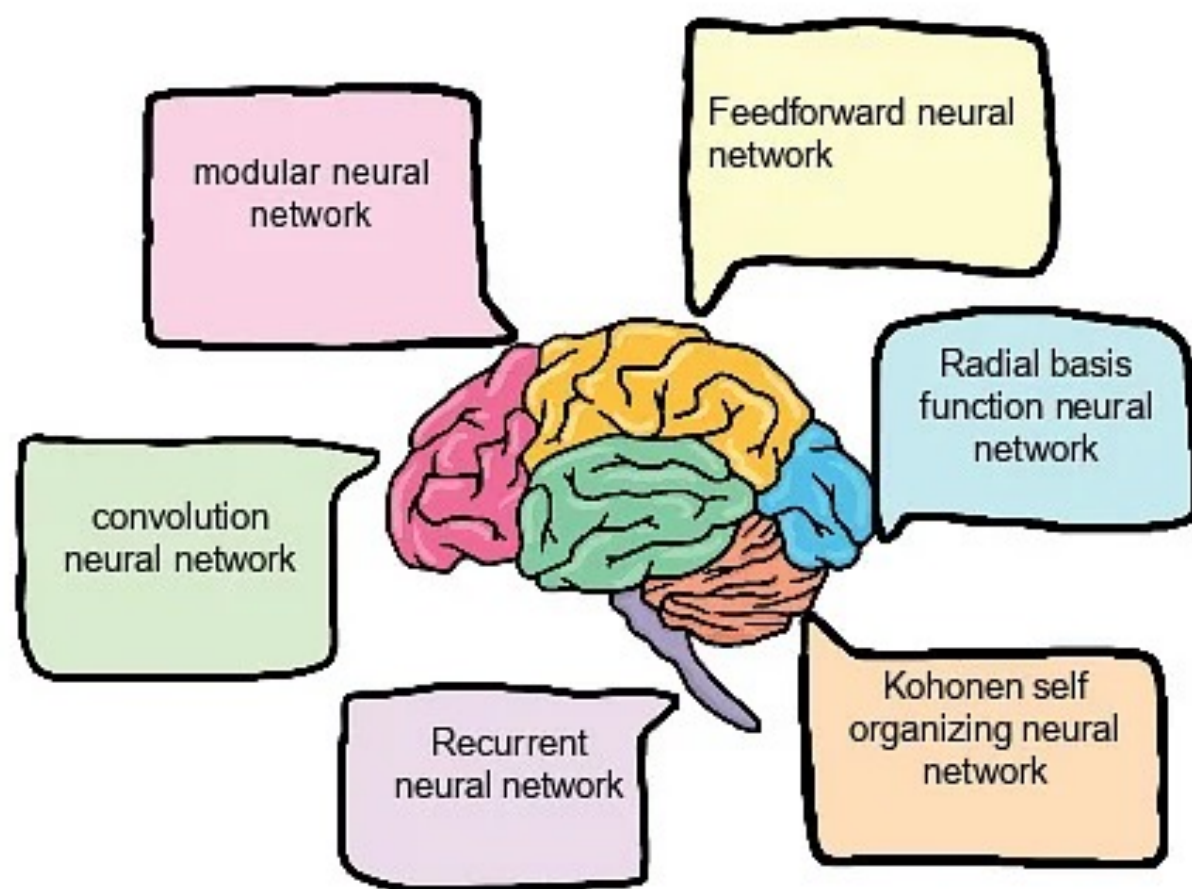 modular neural
network
Feedforward neural
network
Radial basis
function neural
network
convolution
neural network
Kohonen self
organizing neural
network
Recurrent
neural network